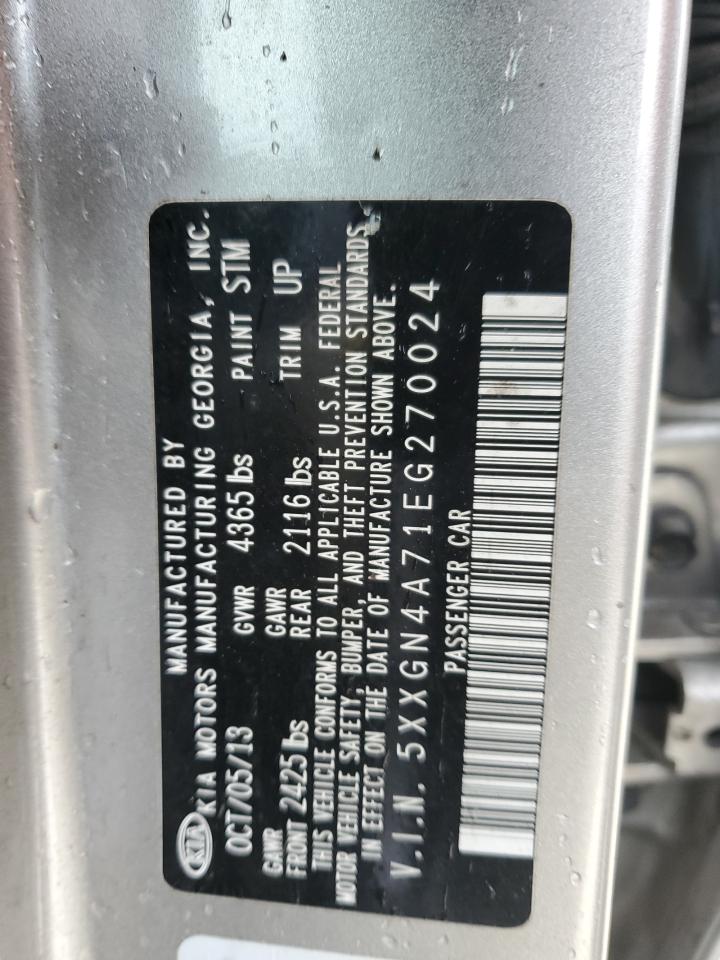 MANUFACTURED BY
KIA KIA MOTORS MANUFACTURING GEORGIA, INC.
OCT/05/13 GVWR 4365 lbs PAINT STM
GAWR GAWR
FRONT 2425 lbs REAR 2116 lbs TRIM UP
THIS VEHICLE CONFORMS TO ALL APPLICABLE U.S.A. FEDERAL
MOTOR VEHICLE SAFETY, BUMPER, AND THEFT PREVENTION STANDARDS
IN EFFECT ON THE DATE OF MANUFACTURE SHOWN ABOVE.
V.I.N. 5XXGN4A71EG270024
PASSENGER CAR